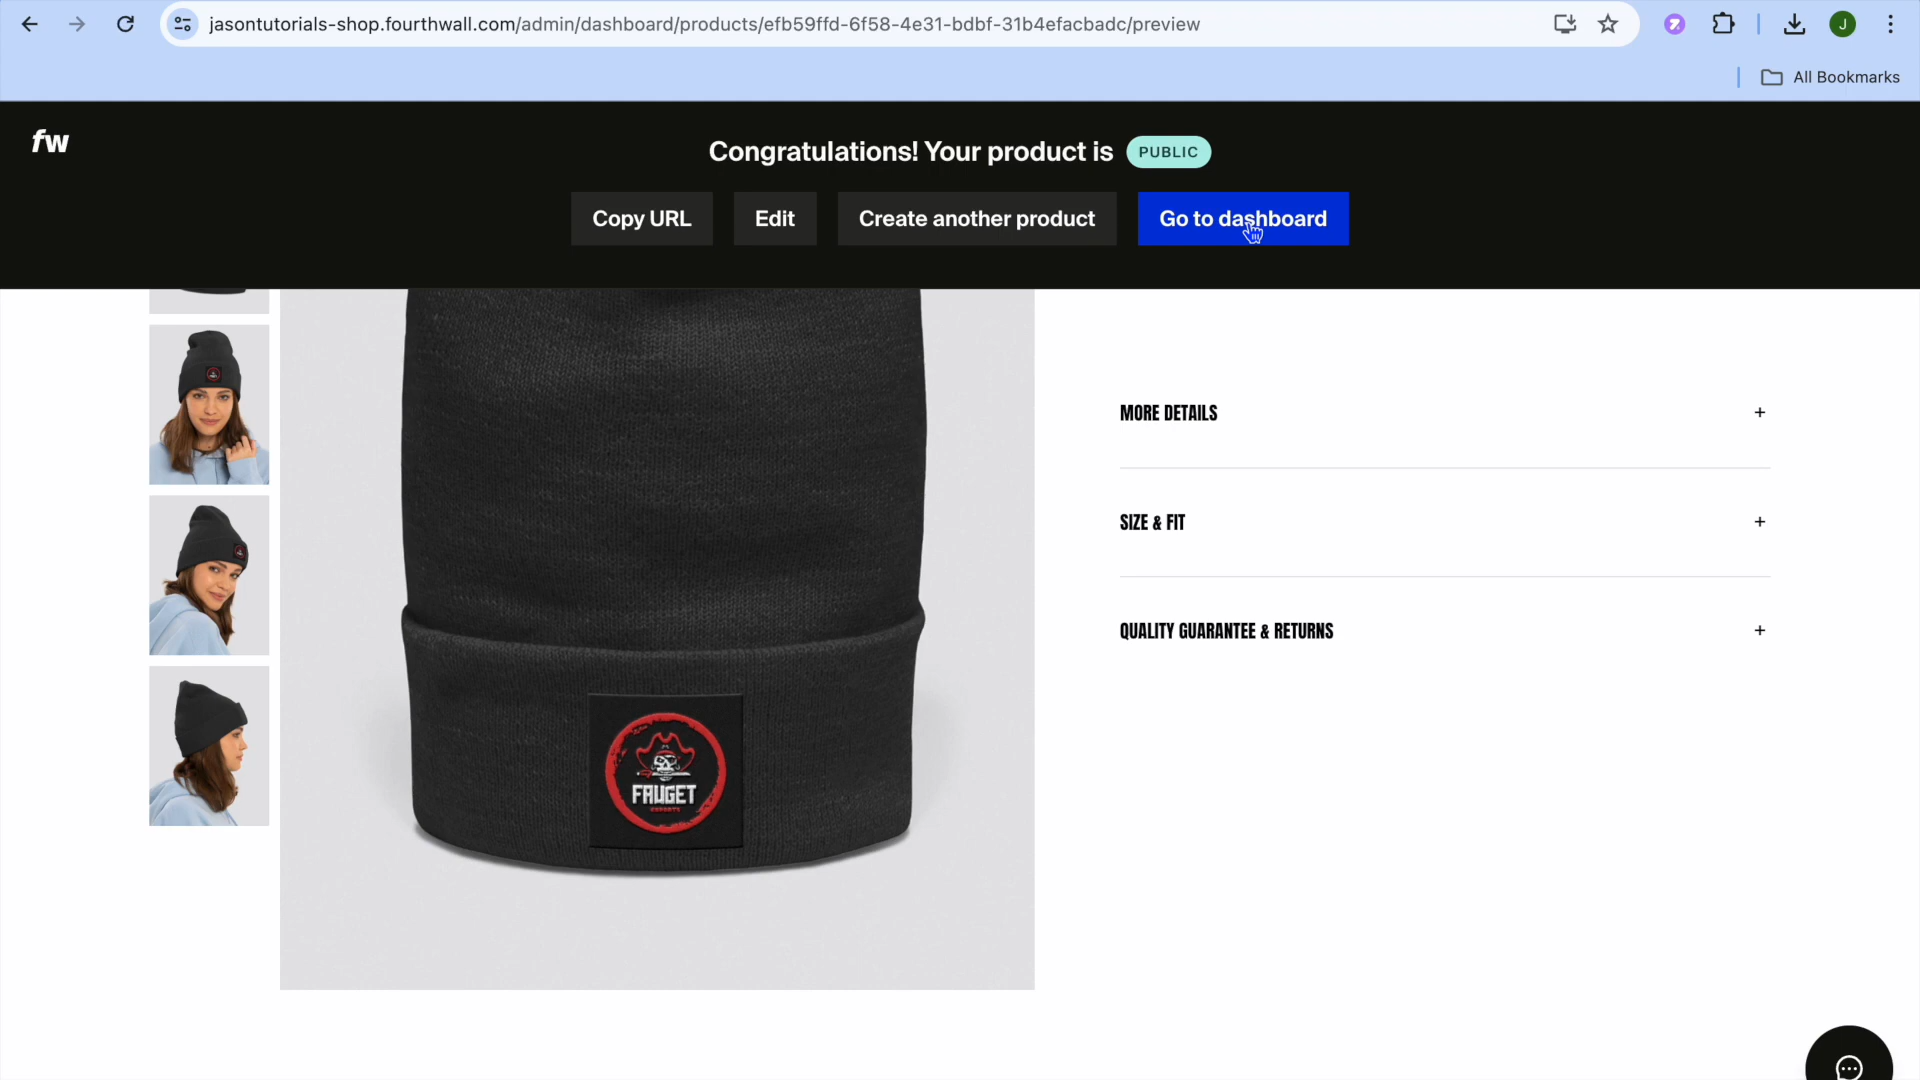 jasontutorials-shop.fourthwall.com/admin/dashboard/products/efb59ffd-6f58-4e31-bdbf-31b4efacbadc/preview
J
All Bookmarks
fw
Congratulations! Your product is PUBLIC
Copy URL
Edit
Create another product
Go to dashboard
MORE DETAILS
+
SIZE & FIT
+
QUALITY GUARANTEE & RETURNS
+
FAUGET
ESPORTS